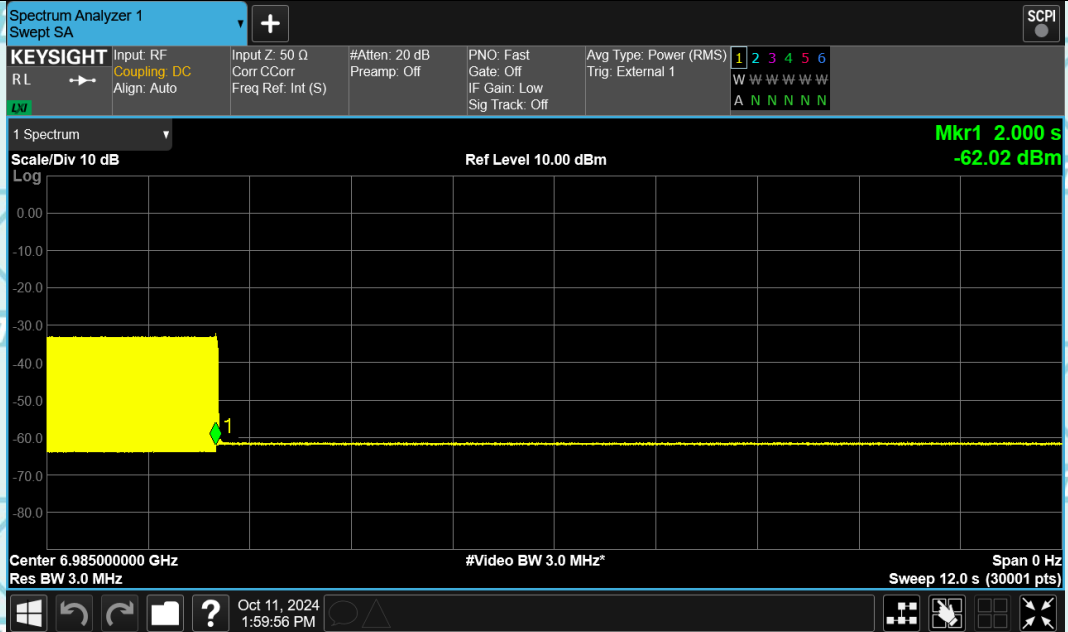 Spectrum Analyzer 1
Swept SA
SCPI
KEYSIGHT
R L
LXI
Input: RF
Coupling: DC
Align: Auto
Input Z: 50 Ω
Corr CCorr
Freq Ref: Int (S)
#Atten: 20 dB
Preamp: Off
PNO: Fast
Gate: Off
IF Gain: Low
Sig Track: Off
Avg Type: Power (RMS)
Trig: External 1
1 2 3 4 5 6
W W W W W W
A N N N N N
1 Spectrum
Mkr1 2.000 s
-62.02 dBm
Scale/Div 10 dB
Ref Level 10.00 dBm
Log
0.00
-10.0
-20.0
-30.0
-40.0
-50.0
-60.0
-70.0
-80.0
1
Center 6.985000000 GHz
#Video BW 3.0 MHz*
Span 0 Hz
Res BW 3.0 MHz
Sweep 12.0 s (30001 pts)
?
Oct 11, 2024
1:59:56 PM